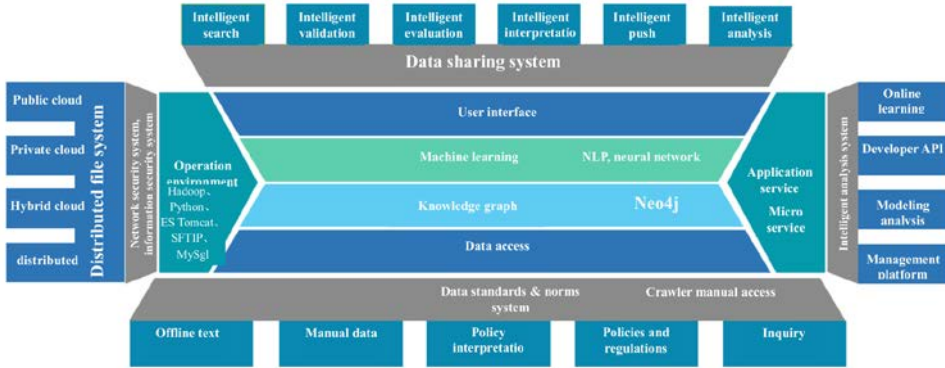 Intelligent
search
Intelligent
validation
Intelligent
evaluation
Intelligent
interpretatio
Intelligent
push
Intelligent
analysis
Data sharing system
Public cloud
Private cloud
Hybrid cloud
distributed
Distributed file system
Network security system,
information security system
Operation
environment
Hadoop、
Python、
ES Tomcat、
SFTIP、
MySgl
User interface
Machine learning
NLP, neural network
Knowledge graph
Neo4j
Data access
Application
service
Micro
service
Intelligent analysis system
Online
learning
Developer API
Modeling
analysis
Management
platform
Data standards & norms
system
Crawler manual access
Offline text
Manual data
Policy
interpretatio
Policies and
regulations
Inquiry